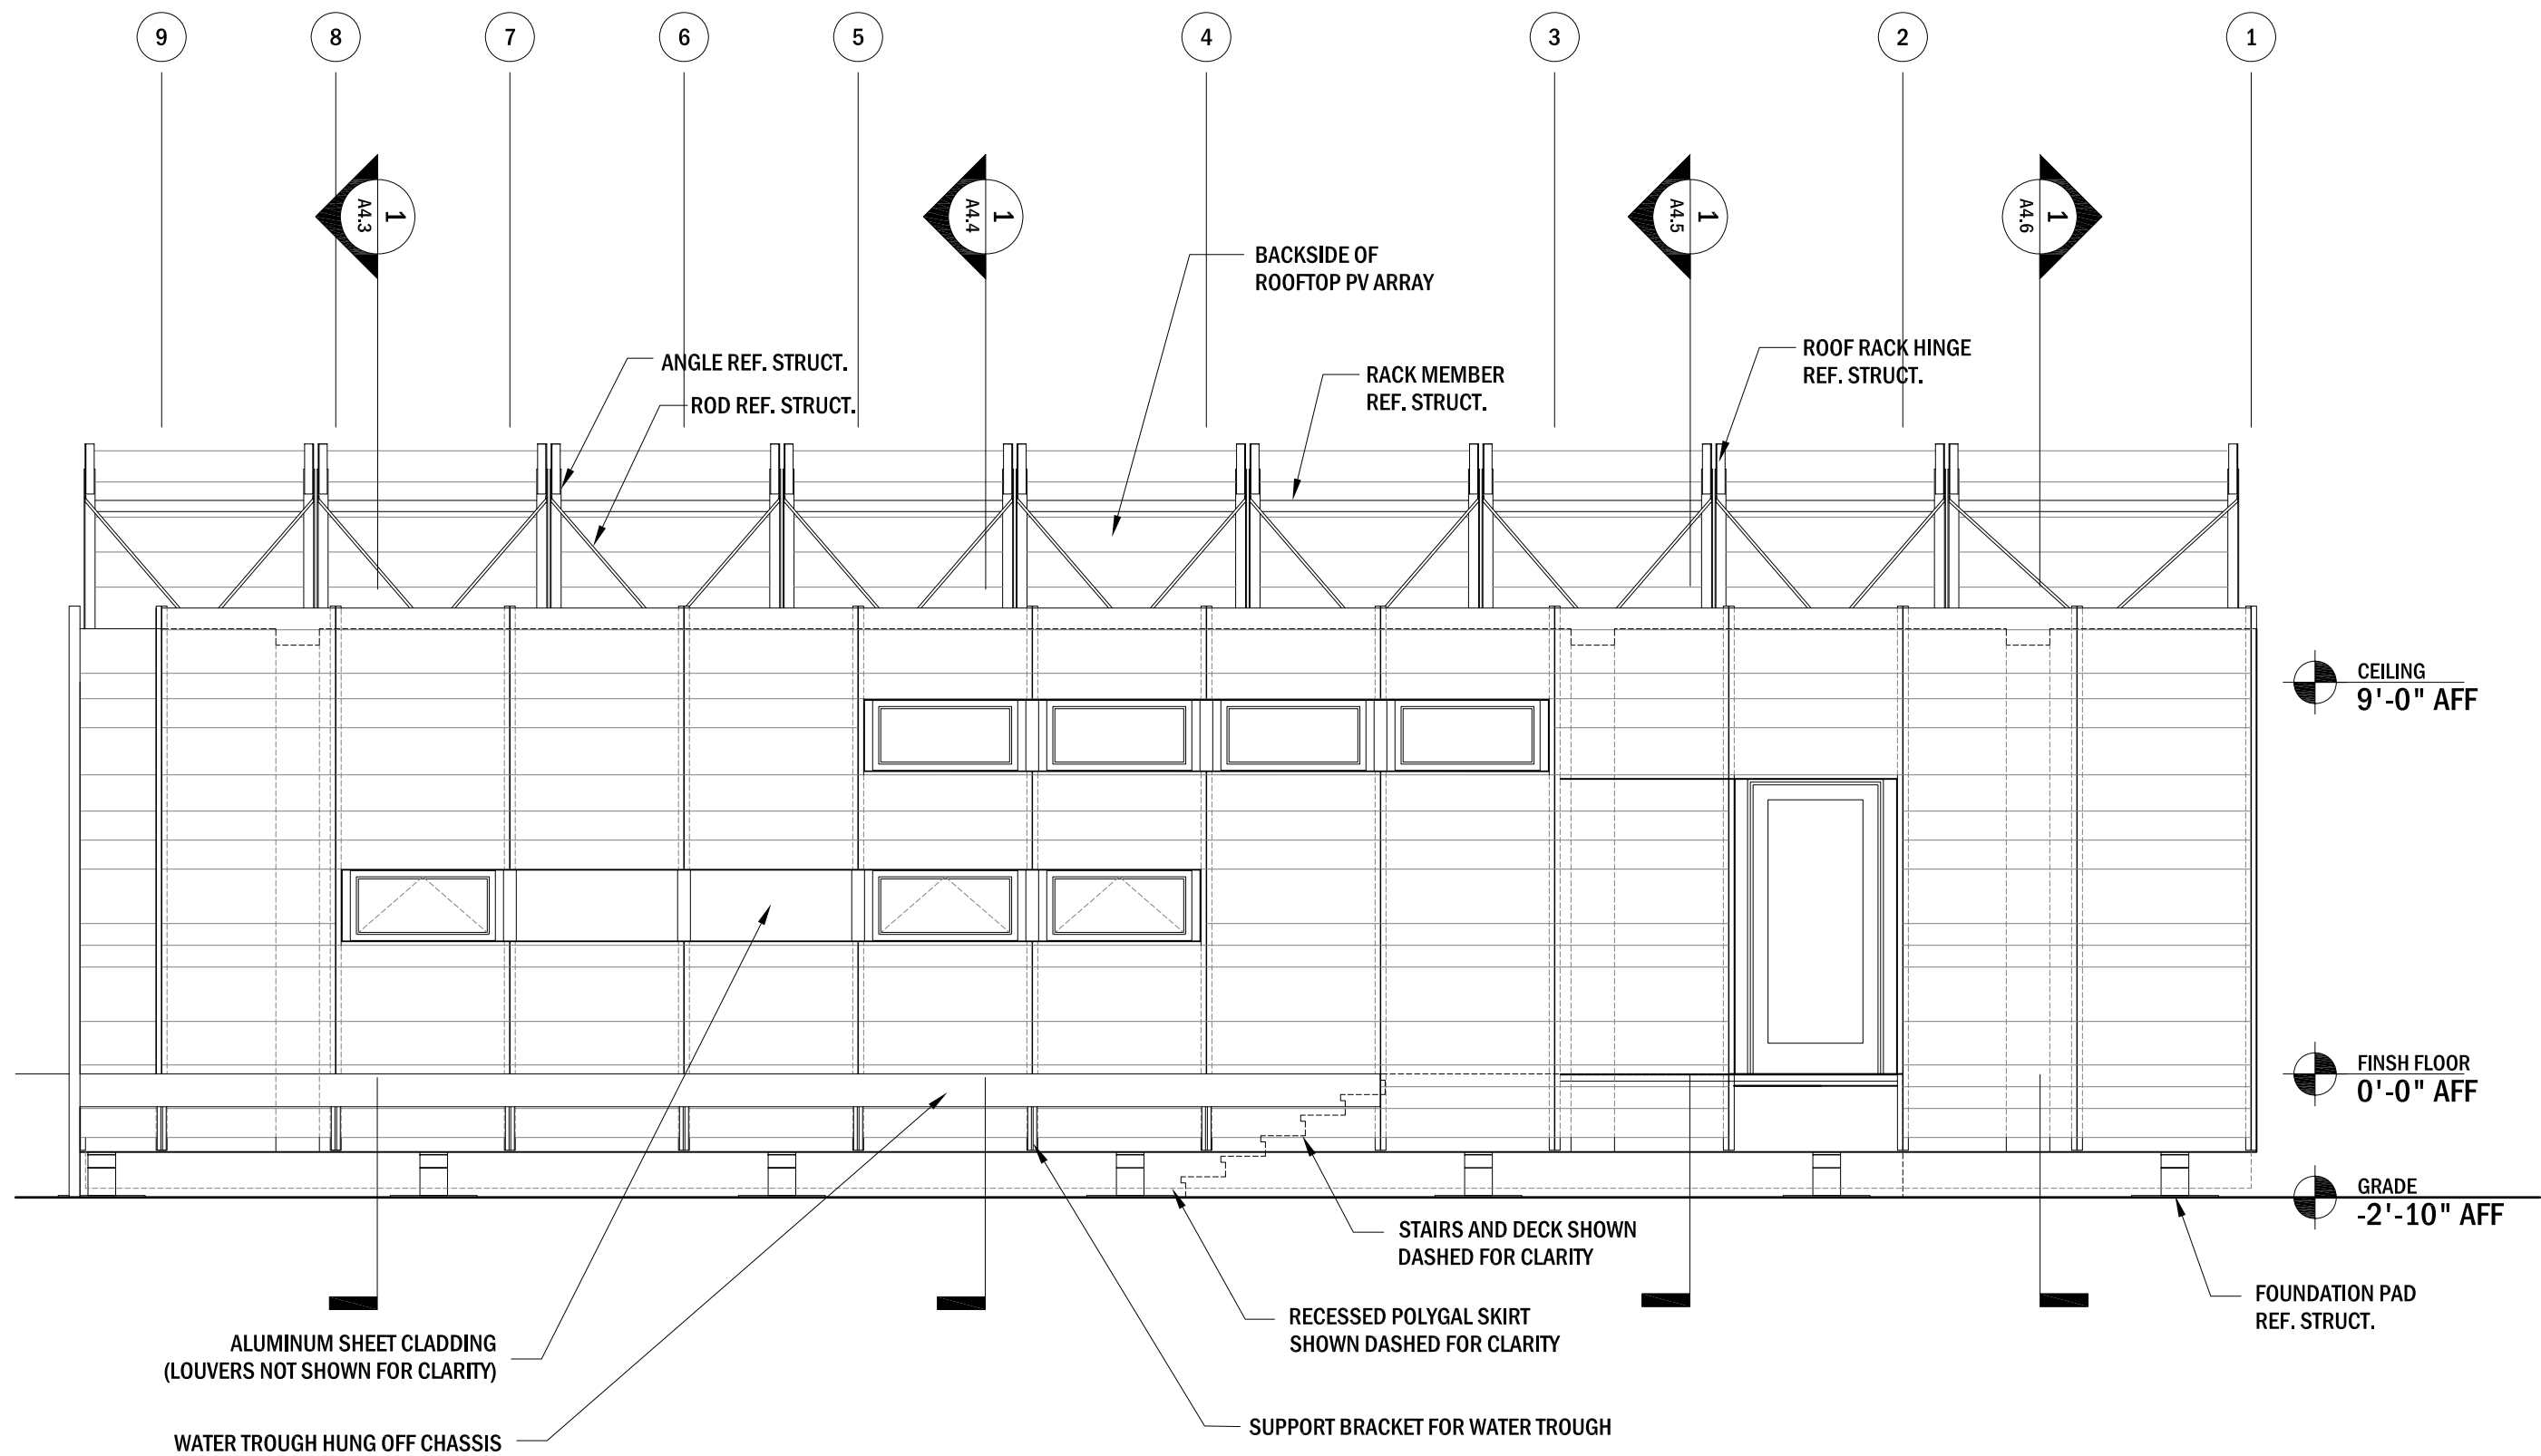 9
8
7
6
5
4
3
2
1
1
A4.3
1
A4.4
1
A4.5
1
A4.6
BACKSIDE OF
ROOFTOP PV ARRAY
ANGLE REF. STRUCT.
ROD REF. STRUCT.
RACK MEMBER
REF. STRUCT.
ROOF RACK HINGE
REF. STRUCT.
CEILING
9'-0" AFF
FINSH FLOOR
0'-0" AFF
GRADE
-2'-10" AFF
STAIRS AND DECK SHOWN
DASHED FOR CLARITY
FOUNDATION PAD
REF. STRUCT.
RECESSED POLYGAL SKIRT
SHOWN DASHED FOR CLARITY
ALUMINUM SHEET CLADDING
(LOUVERS NOT SHOWN FOR CLARITY)
SUPPORT BRACKET FOR WATER TROUGH
WATER TROUGH HUNG OFF CHASSIS